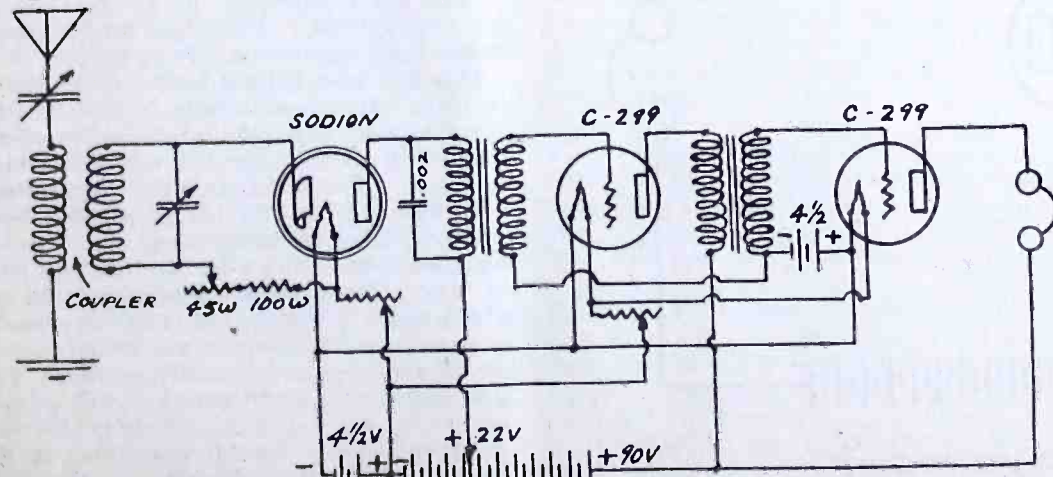 SODION
C-299
C-299
.002
4½
- +
COUPLER
45W 100W
4½V
+22V
- +
- +90V